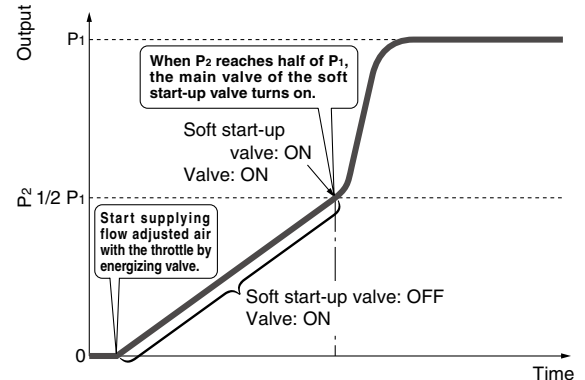 Output
P1
When P2 reaches half of P1,
the main valve of the soft
start-up valve turns on.
Soft start-up
valve: ON
Valve: ON
P2 1/2 P1
Start supplying
flow adjusted air
with the throttle by
energizing valve.
Soft start-up valve: OFF
Valve: ON
0
Time